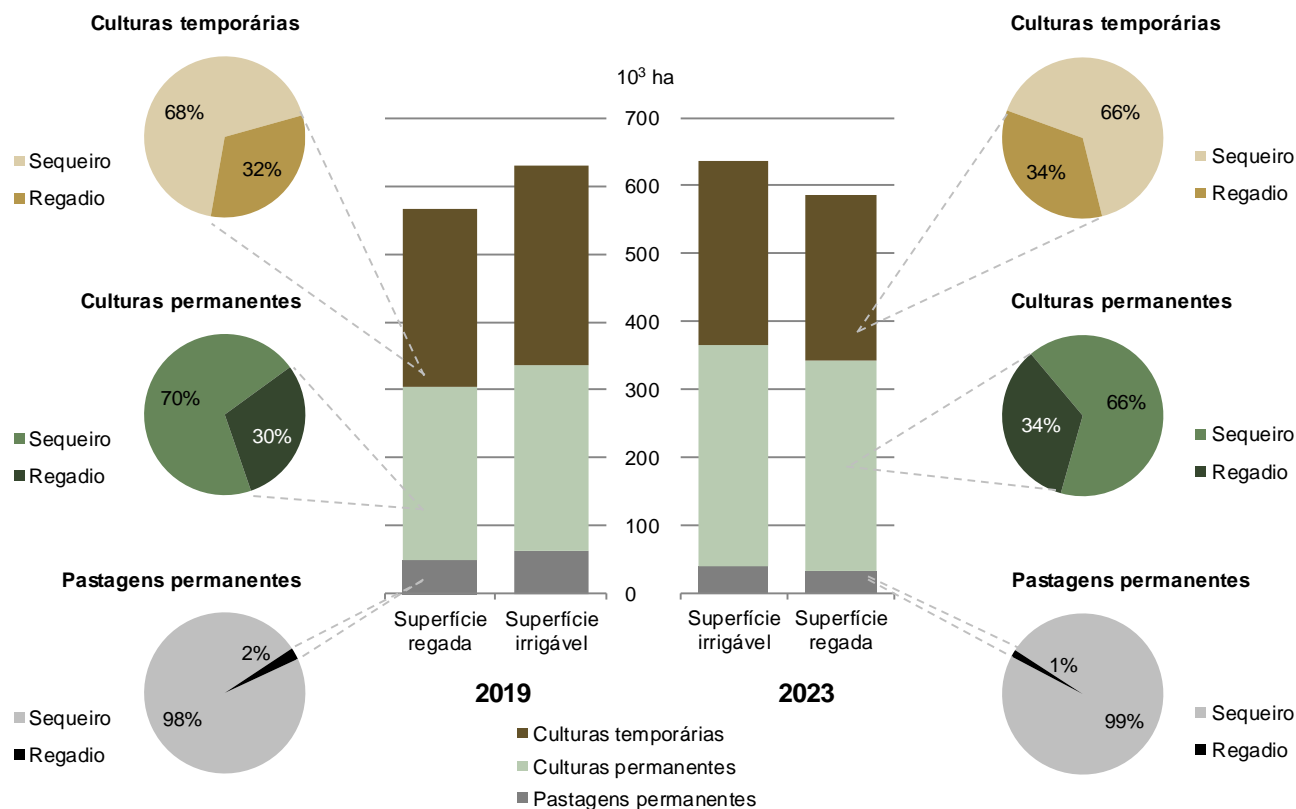 Culturas temporárias
68%
32%
Sequeiro
Regadio
Culturas permanentes
70%
30%
Sequeiro
Regadio
Pastagens permanentes
2%
98%
Sequeiro
Regadio
10³ ha
700
600
500
400
300
200
100
0
Superfície
regada
Superfície
irrigável
Superfície
irrigável
Superfície
regada
2019
2023
Culturas temporárias
Culturas permanentes
Pastagens permanentes
Culturas temporárias
66%
34%
Sequeiro
Regadio
Culturas permanentes
66%
34%
Sequeiro
Regadio
Pastagens permanentes
1%
99%
Sequeiro
Regadio